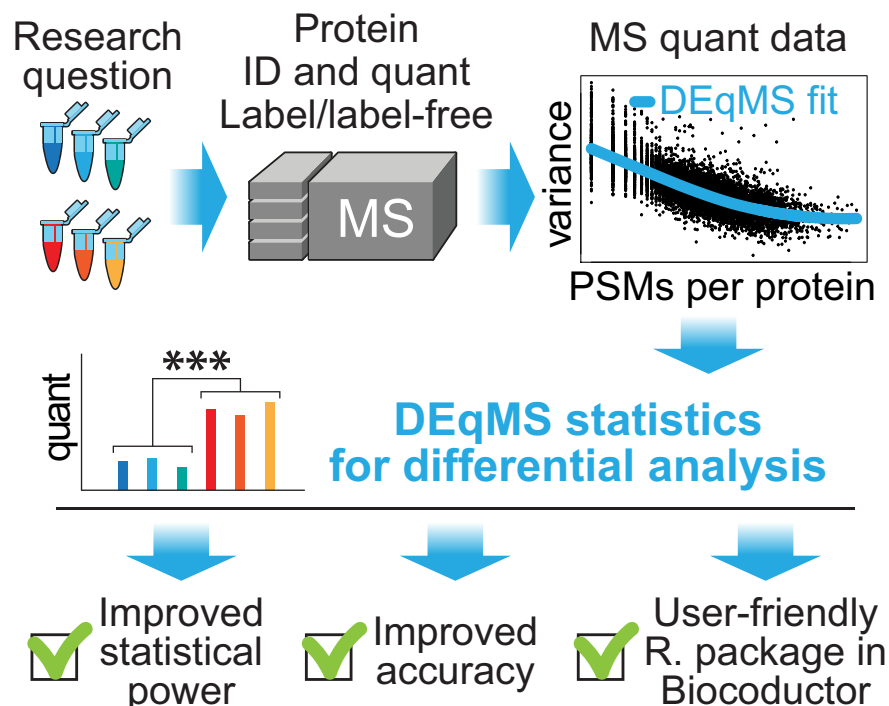 Research
question
Protein
ID and quant
Label/label-free
MS
MS quant data
DEqMS fit
variance
PSMs per protein
quant
***
DEqMS statistics
for differential analysis
Improved
statistical
power
Improved
accuracy
User-friendly
R. package in
Biocoductor